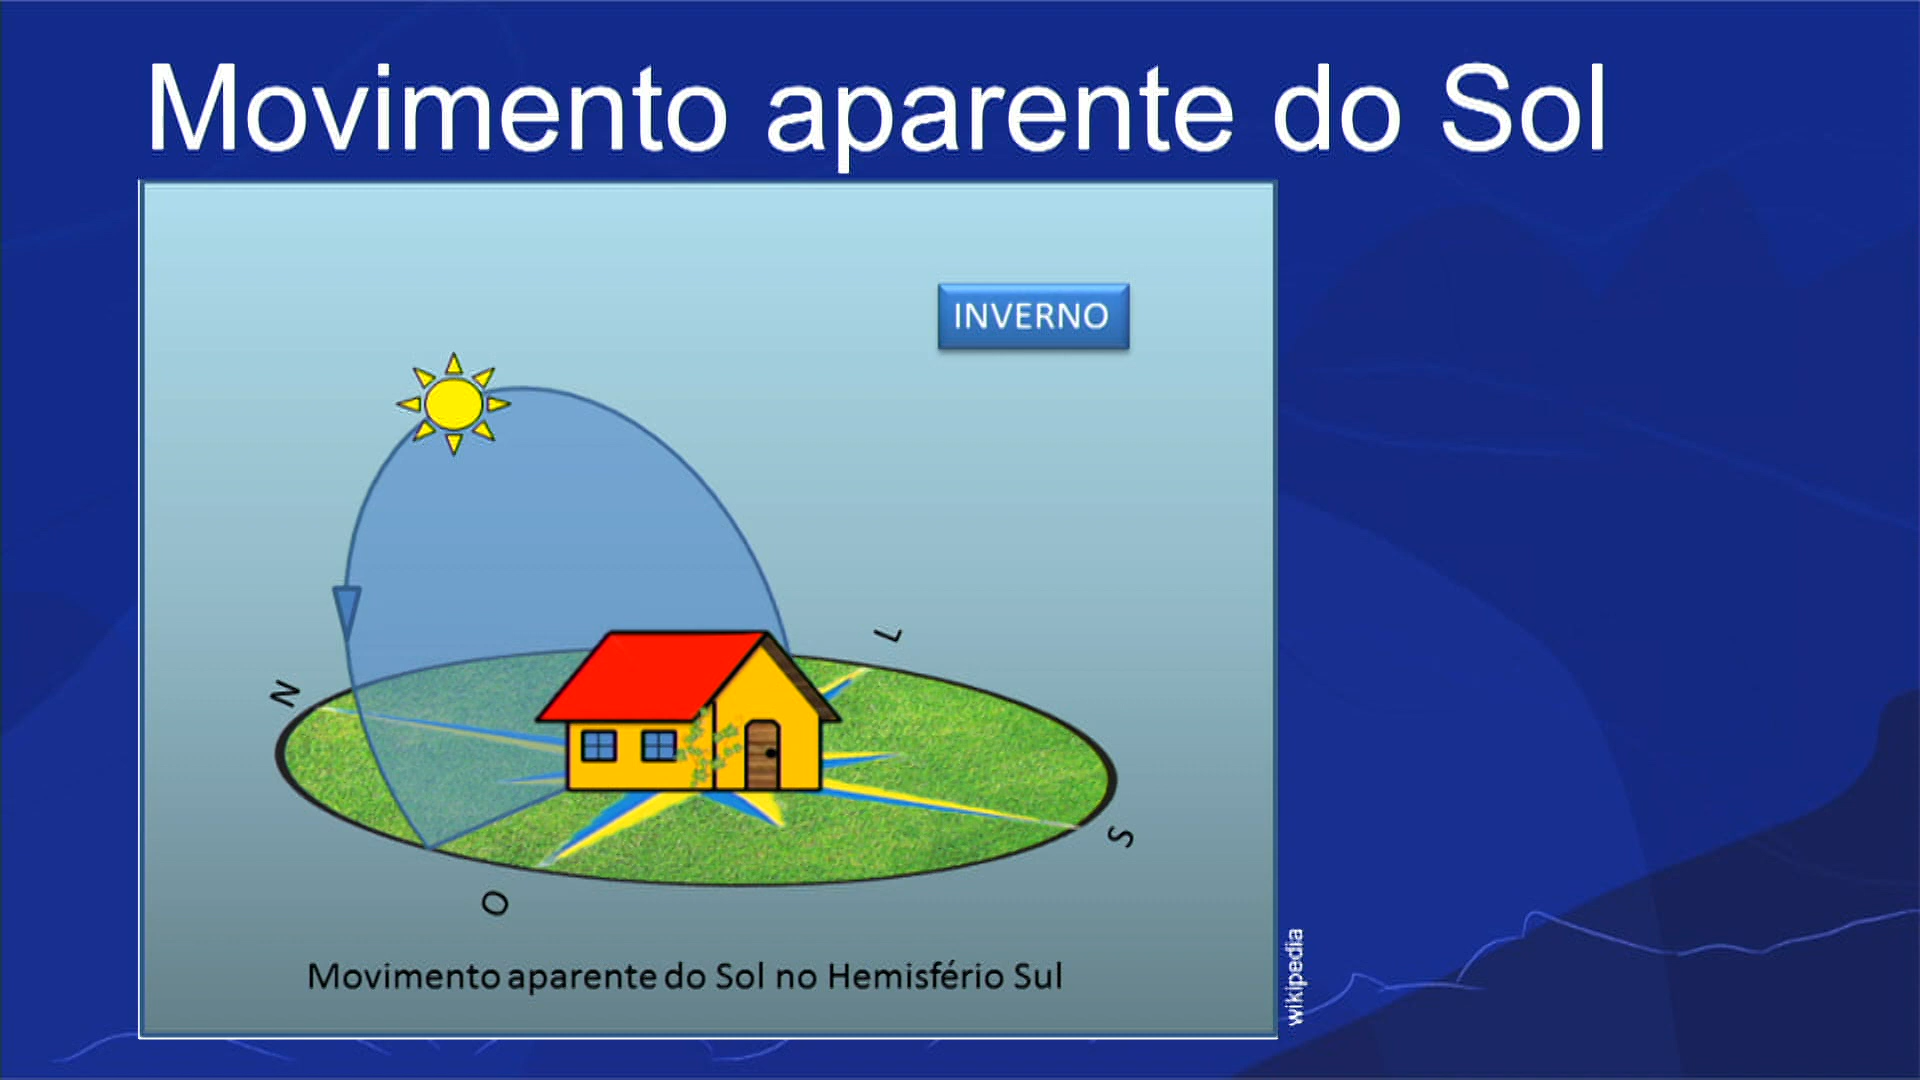 Movimento aparente do Sol
INVERNO
N
L
S
O
Movimento aparente do Sol no Hemisfério Sul
wikipedia